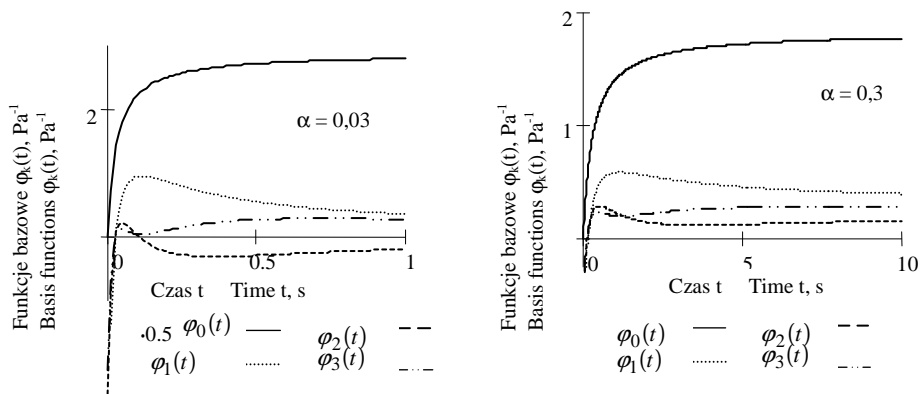 Funkcje bazowe φₖ(t), Pa⁻¹
Basis functions φₖ(t), Pa⁻¹
2
α = 0,03
0
0.5
1
Czas t Time t, s
·0.5
φ₀(t)
φ₂(t)
φ₁(t)
φ₃(t)
Funkcje bazowe φₖ(t), Pa⁻¹
Basis functions φₖ(t), Pa⁻¹
2
1
α = 0,3
0
5
10
Czas t Time t, s
φ₀(t)
φ₂(t)
φ₁(t)
φ₃(t)